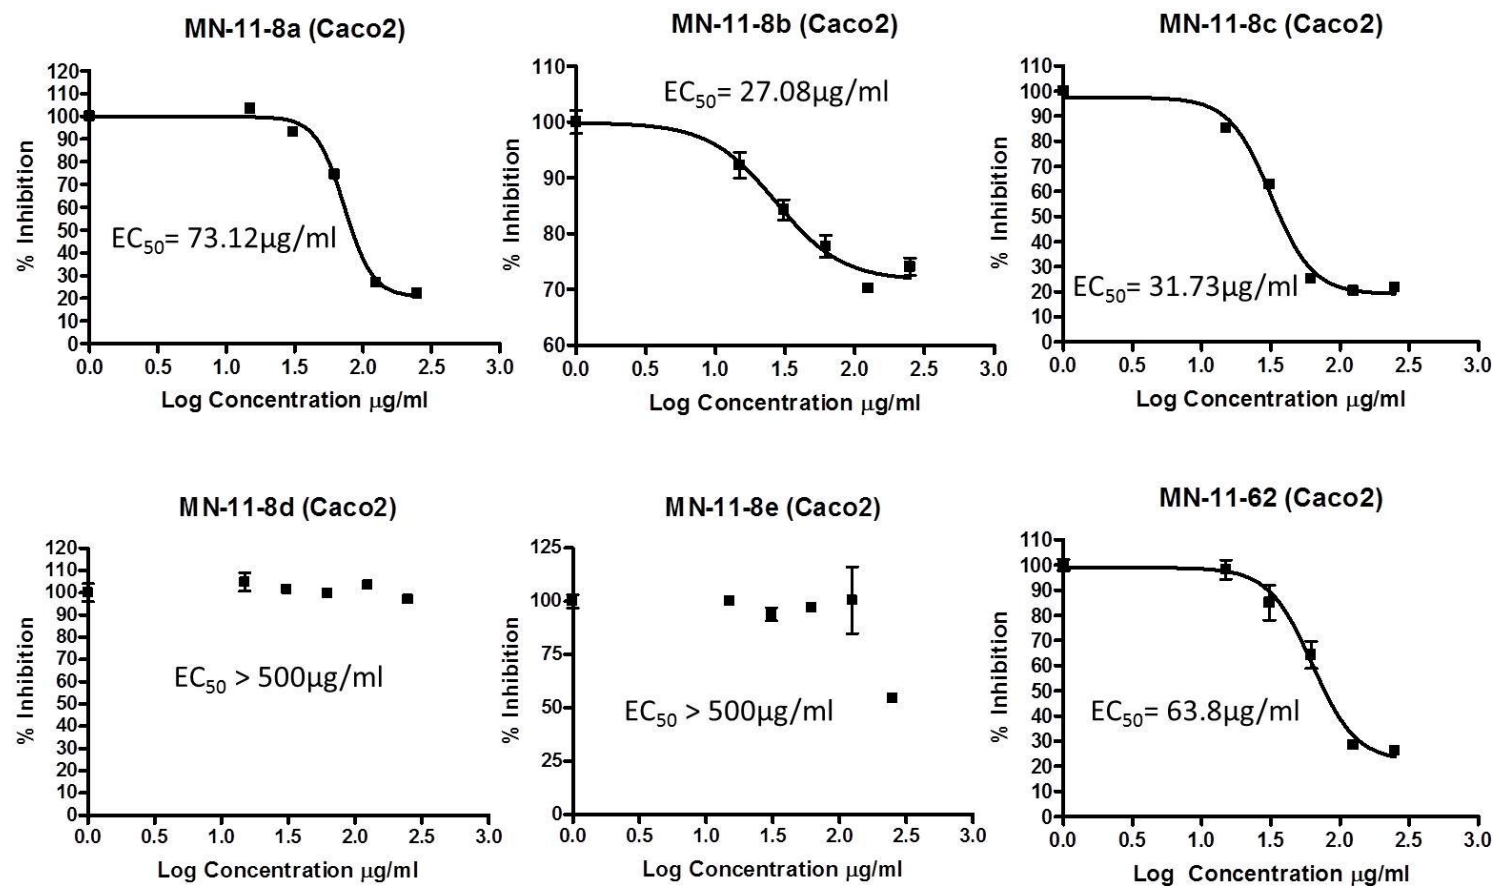 MN-11-8a (Caco2)
120
110
100
90
80
70
60
50
40
30
20
10
0
% Inhibition
EC₅₀= 73.12µg/ml
0.0 0.5 1.0 1.5 2.0 2.5 3.0
Log Concentration µg/ml
MN-11-8b (Caco2)
110
100
90
80
70
60
% Inhibition
EC₅₀= 27.08µg/ml
0.0 0.5 1.0 1.5 2.0 2.5 3.0
Log Concentration µg/ml
MN-11-8c (Caco2)
110
100
90
80
70
60
50
40
30
20
10
0
% Inhibition
EC₅₀= 31.73µg/ml
0.0 0.5 1.0 1.5 2.0 2.5 3.0
Log Concentration µg/ml
MN-11-8d (Caco2)
120
110
100
90
80
70
60
50
40
30
20
10
0
% Inhibition
EC₅₀ > 500µg/ml
0.0 0.5 1.0 1.5 2.0 2.5 3.0
Log Concentration µg/ml
MN-11-8e (Caco2)
125
100
75
50
25
0
% Inhibition
EC₅₀ > 500µg/ml
0.0 0.5 1.0 1.5 2.0 2.5 3.0
Log Concentration µg/ml
MN-11-62 (Caco2)
110
100
90
80
70
60
50
40
30
20
10
0
% Inhibition
EC₅₀= 63.8µg/ml
0.0 0.5 1.0 1.5 2.0 2.5 3.0
Log Concentration µg/ml